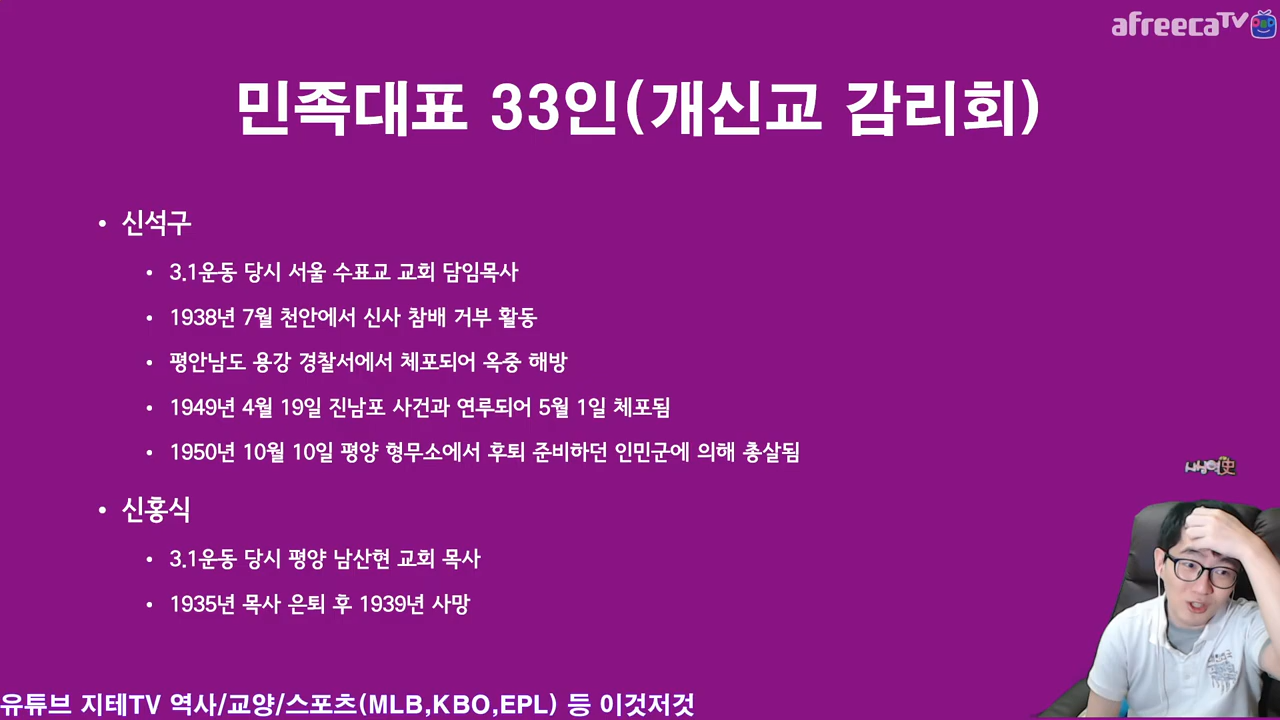 afreecaTV
민족대표 33인(개신교 감리회)
• 신석구
• 3.1운동 당시 서울 수표교 교회 담임목사
• 1938년 7월 천안에서 신사 참배 거부 활동
• 평안남도 용강 경찰서에서 체포되어 옥중 해방
• 1949년 4월 19일 진남포 사건과 연루되어 5월 1일 체포됨
• 1950년 10월 10일 평양 형무소에서 후퇴 준비하던 인민군에 의해 총살됨
• 신홍식
• 3.1운동 당시 평양 남산현 교회 목사
• 1935년 목사 은퇴 후 1939년 사망
유튜브 지테TV 역사/교양/스포츠(MLB,KBO,EPL) 등 이것저것